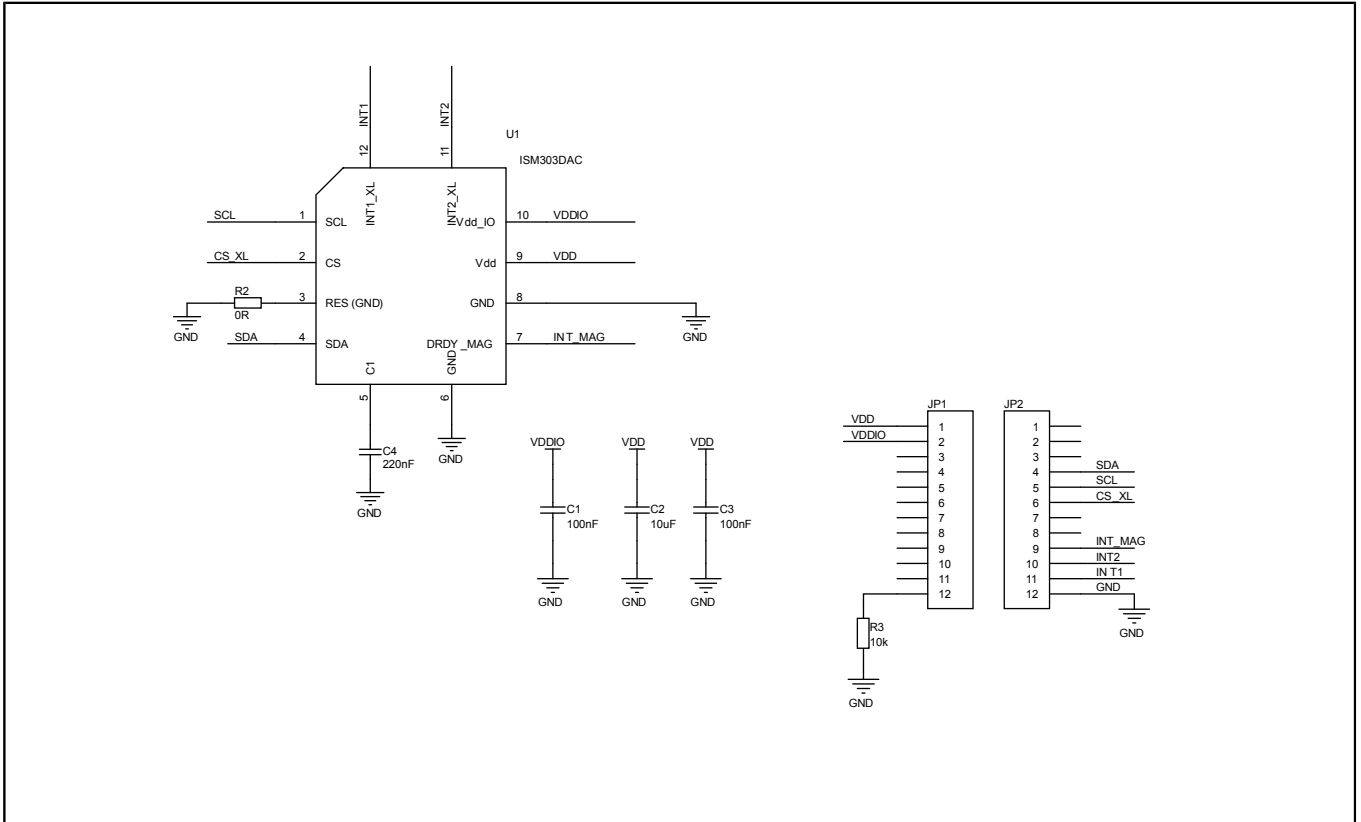 INT1
INT2
12
11
U1
ISM303DAC
INT1_XL
INT2_XL
SCL 1 SCL
Vdd_IO 10 VDDIO
CS_XL 2 CS
Vdd 9 VDD
R2
3 RES (GND)
GND 8
0R
GND
GND
SDA 4 SDA
DRDY_MAG 7 INT_MAG
C1
GND
5
6
C4
220nF
GND
GND
VDDIO
VDD
VDD
C1
100nF
C2
10uF
C3
100nF
GND
GND
GND
JP1
VDD 1
VDDIO 2
3
4
5
6
7
8
9
10
11
12
R3
10k
GND
JP2
1
2
3
4 SDA
5 SCL
6 CS_XL
7
8
9 INT_MAG
10 INT2
11 IN T1
12 GND
GND